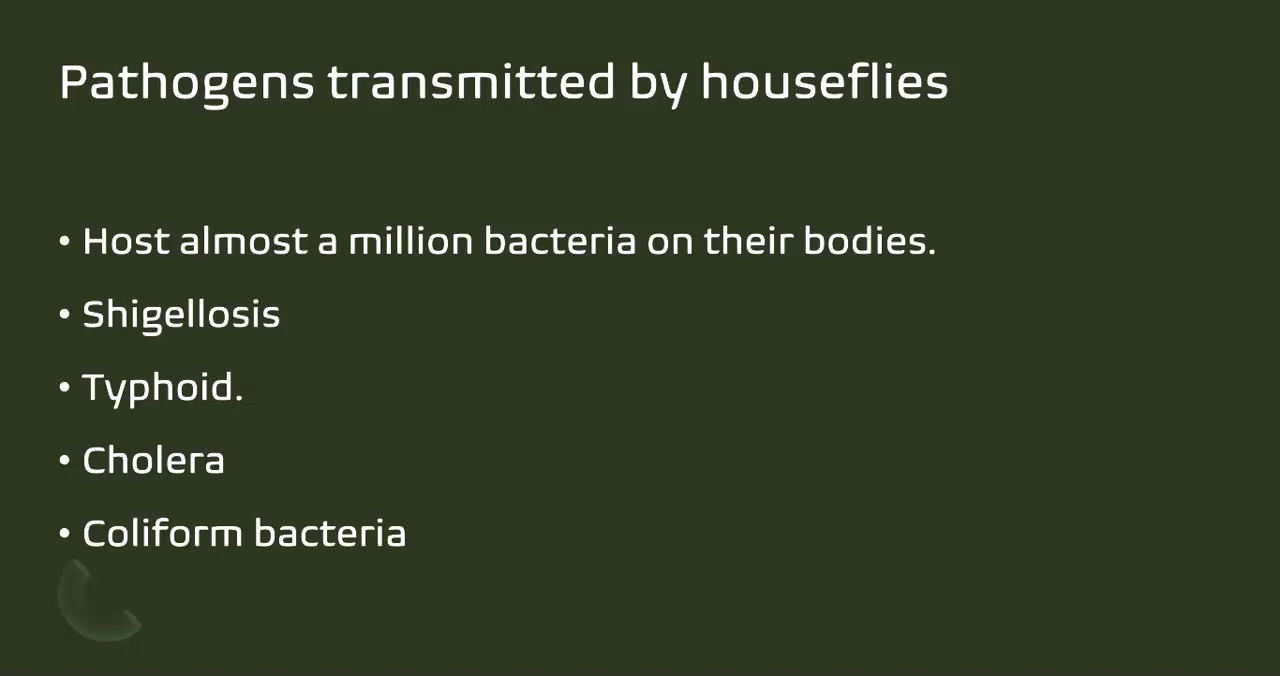 Pathogens transmitted by houseflies
• Host almost a million bacteria on their bodies.
• Shigellosis
• Typhoid.
• Cholera
• Coliform bacteria